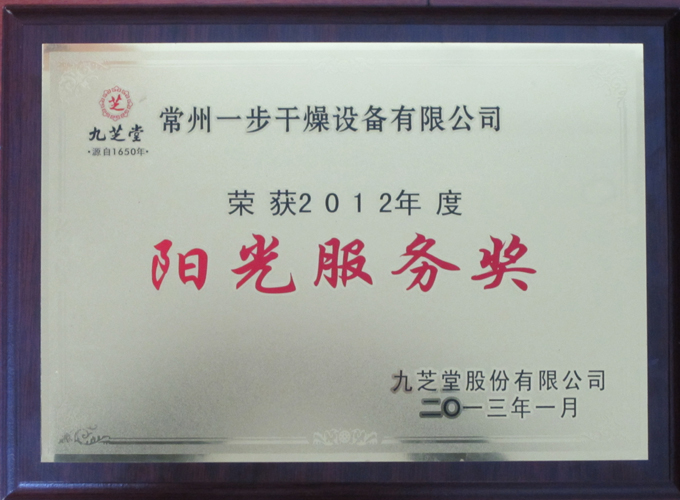 芝
九芝堂
·源自1650年·
常州一步干燥设备有限公司
荣获2012年度
阳光服务奖
九芝堂股份有限公司
二〇一三年一月